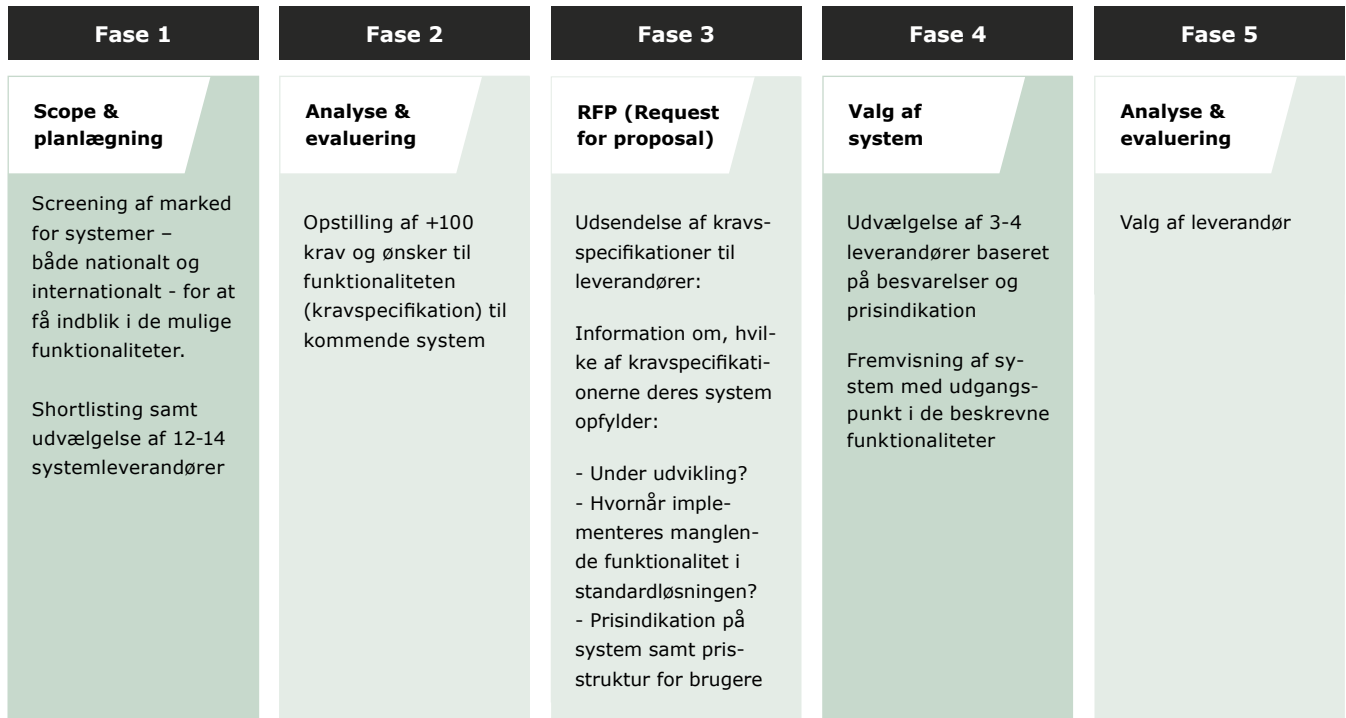 Fase 1
Scope &
planlægning
Screening af marked
for systemer –
både nationalt og
internationalt - for at
få indblik i de mulige
funktionaliteter.
Shortlisting samt
udvælgelse af 12-14
systemleverandører
Fase 2
Analyse &
evaluering
Opstilling af +100
krav og ønsker til
funktionaliteten
(kravspecifikation) til
kommende system
Fase 3
RFP (Request
for proposal)
Udsendelse af kravs-
specifikationer til
leverandører:
Information om, hvil-
ke af kravspecifikati-
onerne deres system
opfylder:
- Under udvikling?
- Hvornår imple-
menteres manglen-
de funktionalitet i
standardløsningen?
- Prisindikation på
system samt pris-
struktur for brugere
Fase 4
Valg af
system
Udvælgelse af 3-4
leverandører baseret
på besvarelser og
prisindikation
Fremvisning af sy-
stem med udgangs-
punkt i de beskrevne
funktionaliteter
Fase 5
Analyse &
evaluering
Valg af leverandør